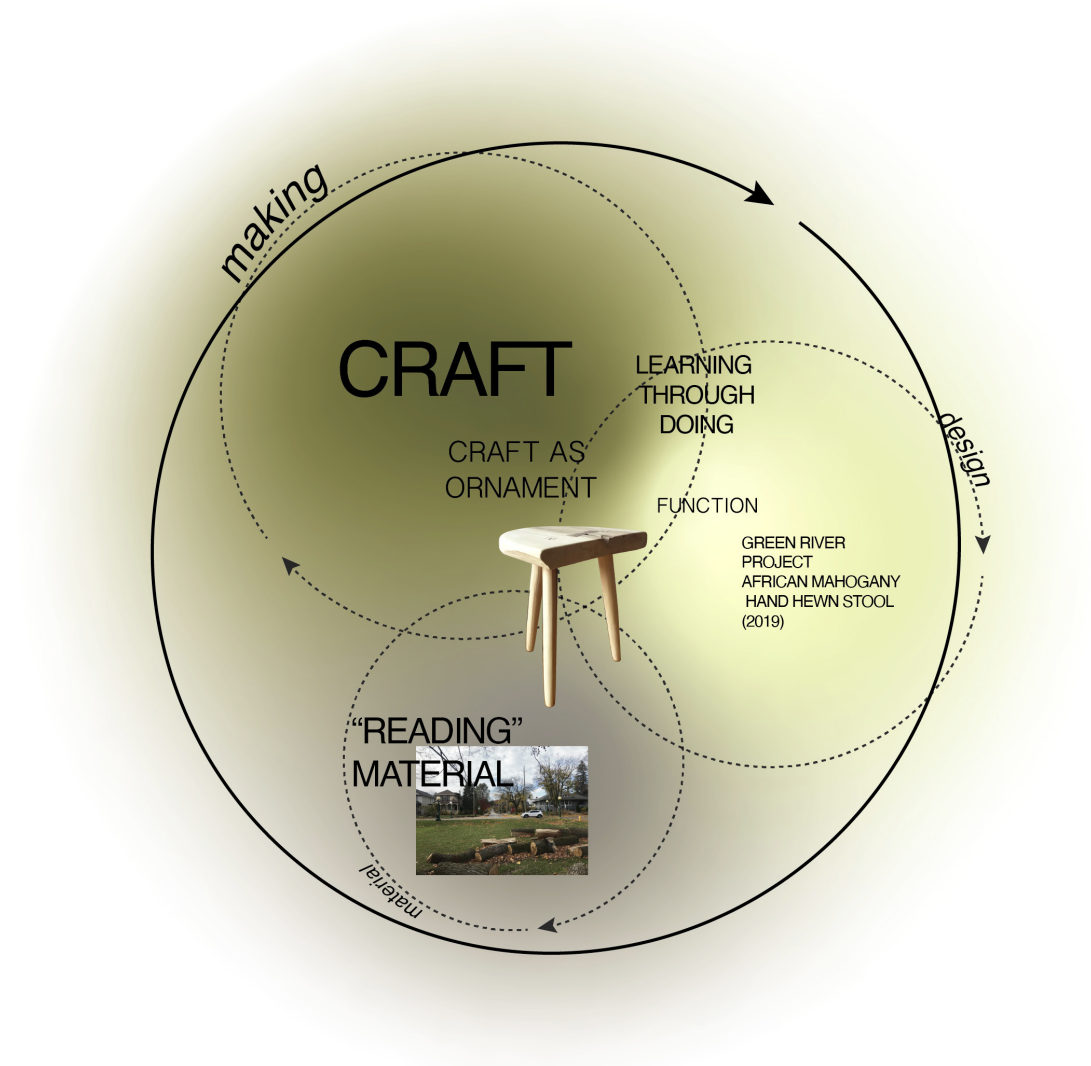 making
CRAFT
LEARNING
THROUGH
DOING
design
CRAFT AS
ORNAMENT
FUNCTION
GREEN RIVER
PROJECT
AFRICAN MAHOGANY
HAND HEWN STOOL
(2019)
“READING”
MATERIAL
material